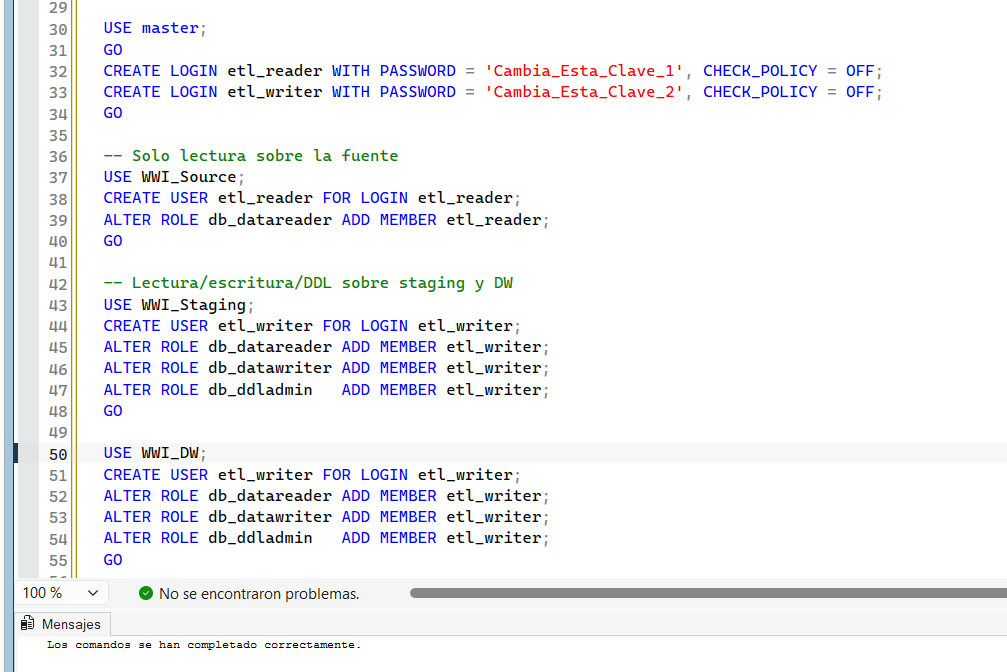 29
30 USE master;
31 GO
32 CREATE LOGIN etl_reader WITH PASSWORD = 'Cambia_Esta_Clave_1', CHECK_POLICY = OFF;
33 CREATE LOGIN etl_writer WITH PASSWORD = 'Cambia_Esta_Clave_2', CHECK_POLICY = OFF;
34 GO
35
36 -- Solo lectura sobre la fuente
37 USE WWI_Source;
38 CREATE USER etl_reader FOR LOGIN etl_reader;
39 ALTER ROLE db_datareader ADD MEMBER etl_reader;
40 GO
41
42 -- Lectura/escritura/DDL sobre staging y DW
43 USE WWI_Staging;
44 CREATE USER etl_writer FOR LOGIN etl_writer;
45 ALTER ROLE db_datareader ADD MEMBER etl_writer;
46 ALTER ROLE db_datawriter ADD MEMBER etl_writer;
47 ALTER ROLE db_ddladmin   ADD MEMBER etl_writer;
48 GO
49
50 USE WWI_DW;
51 CREATE USER etl_writer FOR LOGIN etl_writer;
52 ALTER ROLE db_datareader ADD MEMBER etl_writer;
53 ALTER ROLE db_datawriter ADD MEMBER etl_writer;
54 ALTER ROLE db_ddladmin   ADD MEMBER etl_writer;
55 GO
100 % No se encontraron problemas.
Mensajes
Los comandos se han completado correctamente.